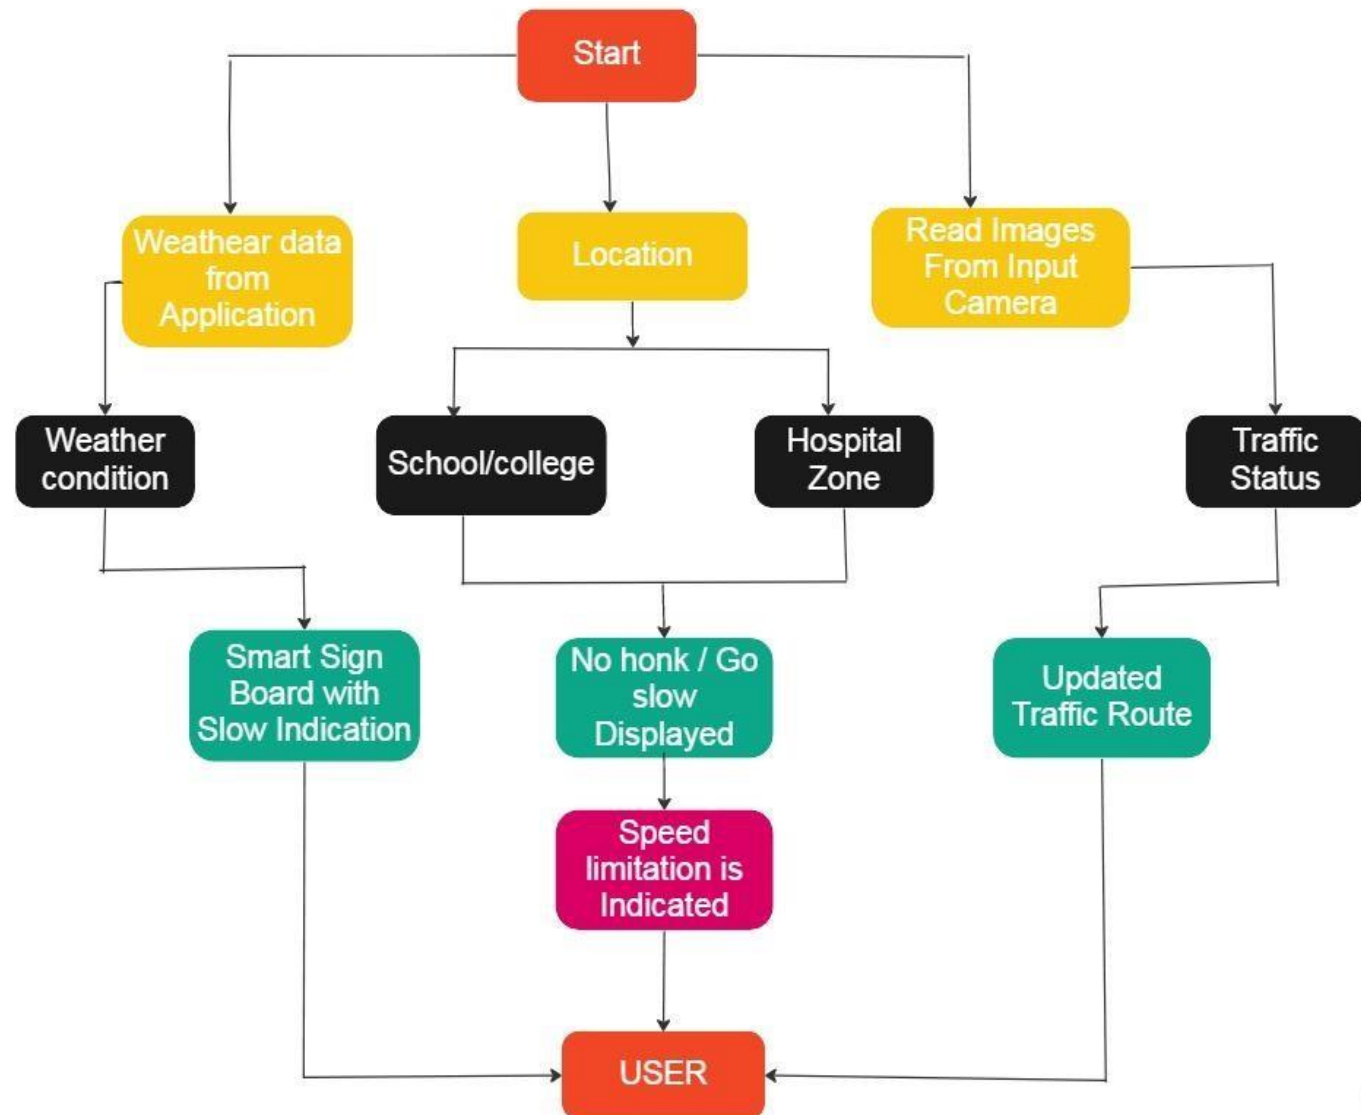 Start
Weathear data
from
Application
Location
Read Images
From Input
Camera
Weather
condition
School/college
Hospital
Zone
Traffic
Status
Smart Sign
Board with
Slow Indication
No honk / Go
slow
Displayed
Updated
Traffic Route
Speed
limitation is
Indicated
USER